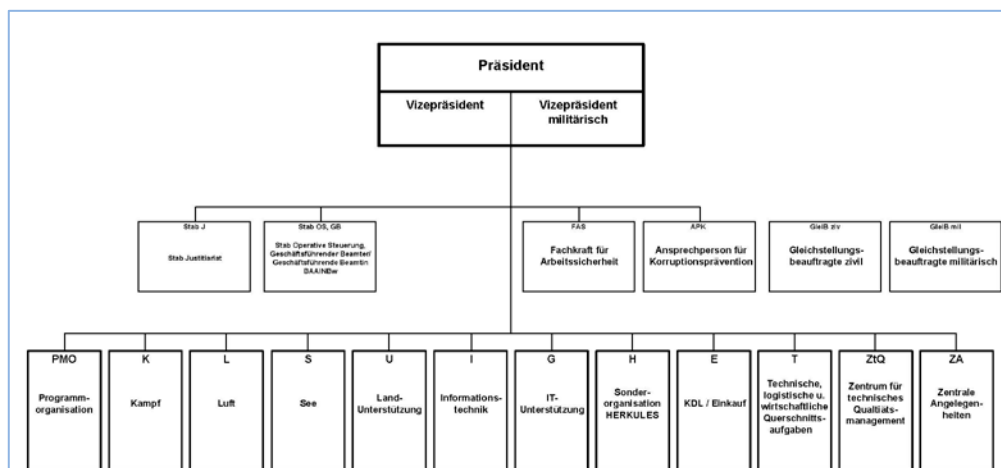 Präsident
Vizepräsident
Vizepräsident
militärisch
Stab J
Stab Justitiariat
Stab OS, GB
Stab Operative Steuerung,
Geschäftsführender Beamter/
Geschäftsführende Beamtin
BAAINBw
FAS
Fachkraft für
Arbeitssicherheit
APK
Ansprechperson für
Korruptionsprävention
GleiB ziv
Gleichstellungs-
beauftragte zivil
GleiB mil
Gleichstellungs-
beauftragte militärisch
PMO
Programm-
organisation
K
Kampf
L
Luft
S
See
U
Land-
Unterstützung
I
Informations-
technik
G
IT-
Unterstützung
H
Sonder-
organisation
HERKULES
E
KDL / Einkauf
T
Technische,
logistische u.
wirtschaftliche
Querschnitts-
aufgaben
ZtQ
Zentrum für
technisches
Qualtiäts-
management
ZA
Zentrale
Angelegen-
heiten